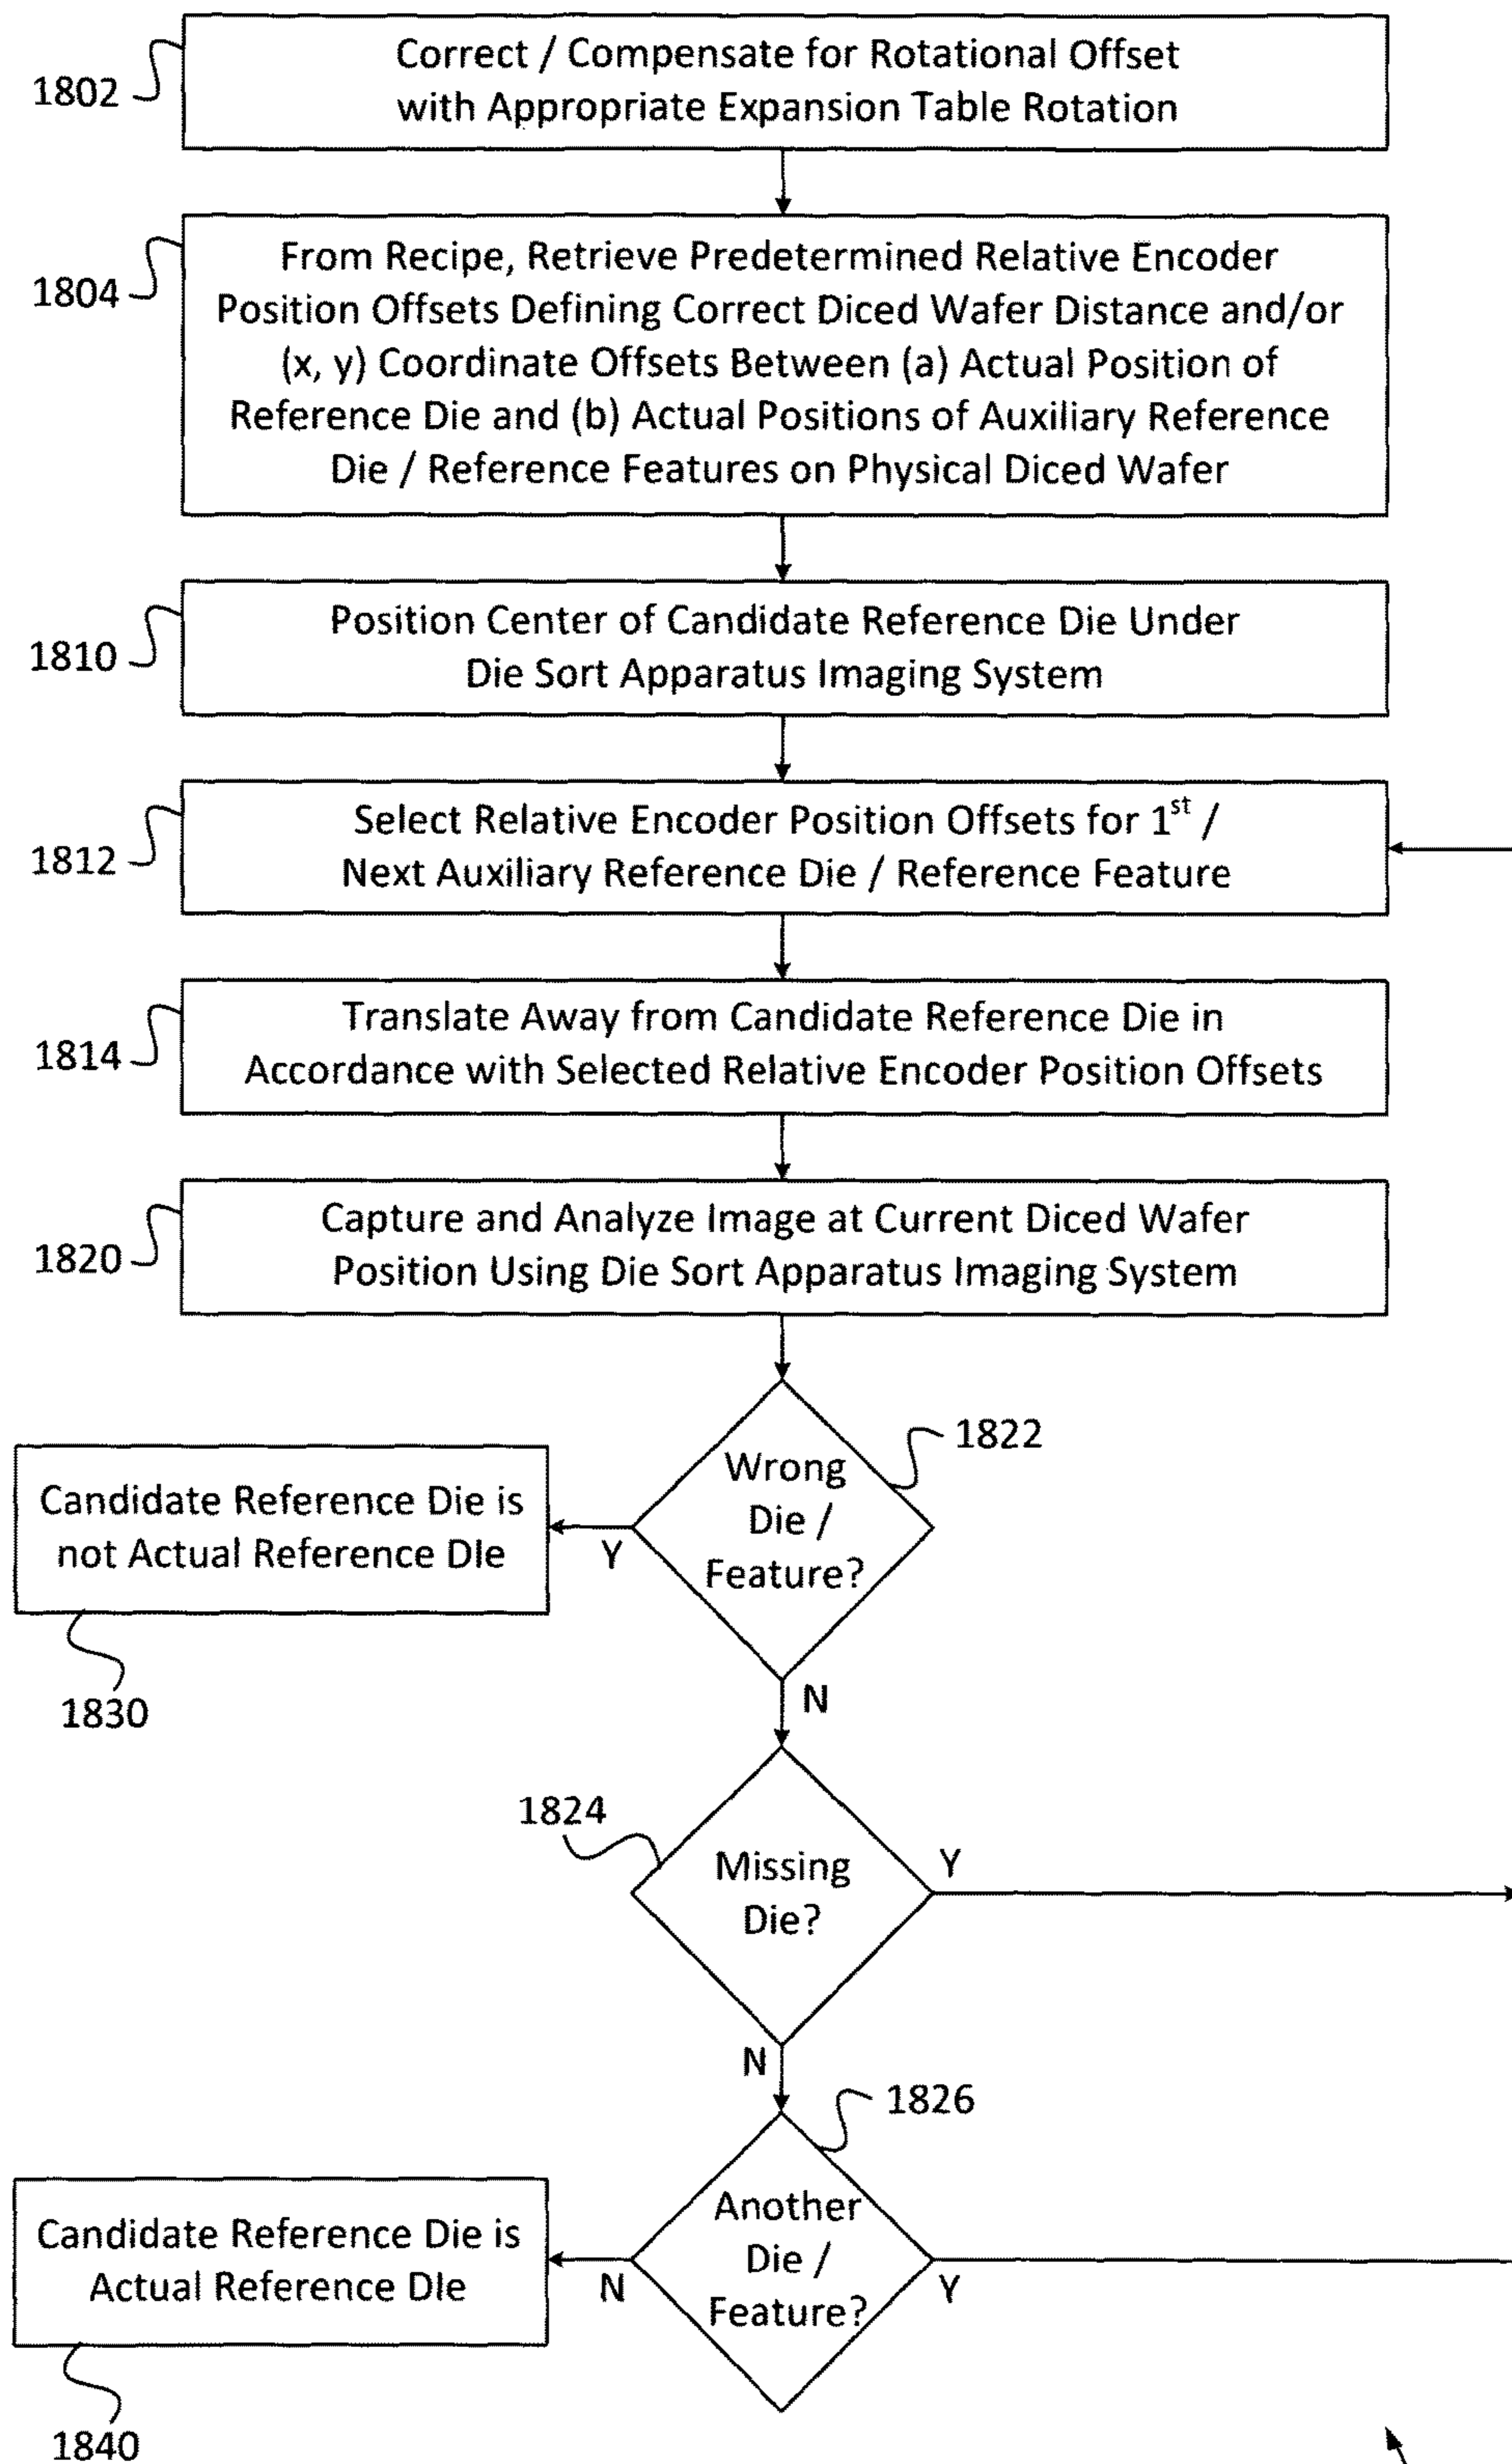 1802
Correct / Compensate for Rotational Offset
with Appropriate Expansion Table Rotation
1804
From Recipe, Retrieve Predetermined Relative Encoder
Position Offsets Defining Correct Diced Wafer Distance and/or
(x, y) Coordinate Offsets Between (a) Actual Position of
Reference Die and (b) Actual Positions of Auxiliary Reference
Die / Reference Features on Physical Diced Wafer
1810
Position Center of Candidate Reference Die Under
Die Sort Apparatus Imaging System
1812
Select Relative Encoder Position Offsets for 1st /
Next Auxiliary Reference Die / Reference Feature
1814
Translate Away from Candidate Reference Die in
Accordance with Selected Relative Encoder Position Offsets
1820
Capture and Analyze Image at Current Diced Wafer
Position Using Die Sort Apparatus Imaging System
1822
Wrong
Die /
Feature?
Y
Candidate Reference Die is
not Actual Reference DIe
1830
N
1824
Missing
Die?
Y
N
1826
Another
Die /
Feature?
N
Y
Candidate Reference Die is
Actual Reference DIe
1840